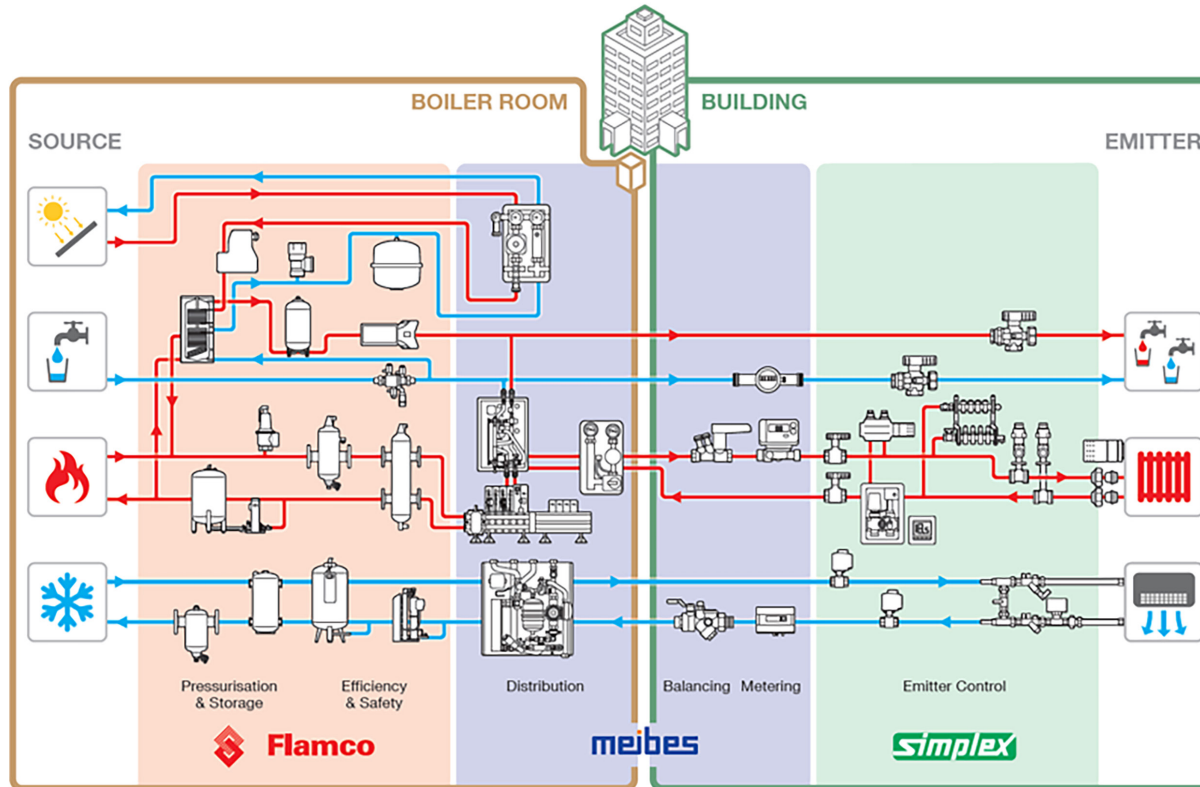 BOILER ROOM
BUILDING
SOURCE
EMITTER
Pressurisation
& Storage
Efficiency
& Safety
Distribution
Balancing
Metering
Emitter Control
Flamco
meibes
simplex